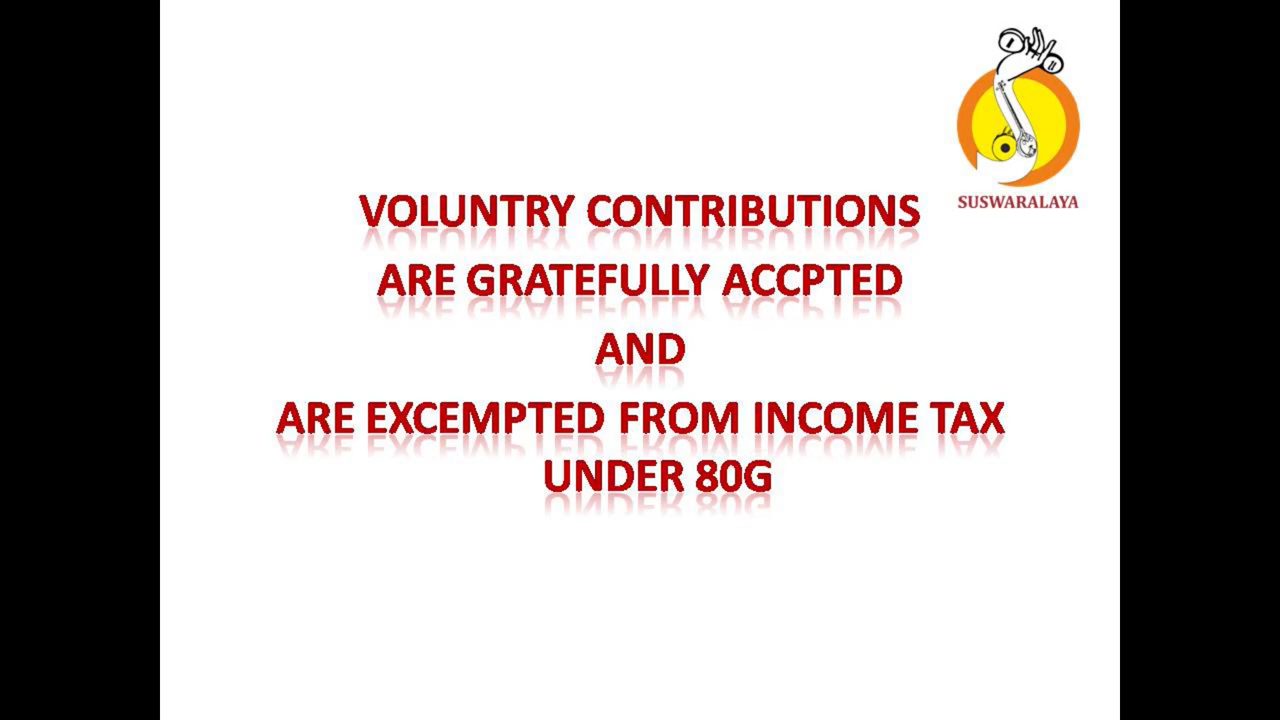 SUSWARALAYA
VOLUNTRY CONTRIBUTIONS
ARE GRATEFULLY ACCPTED
AND
ARE EXCEMPTED FROM INCOME TAX
UNDER 80G